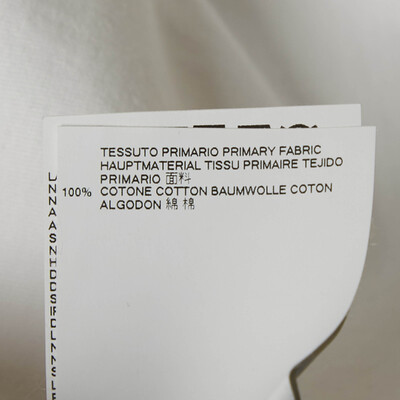 TESSUTO PRIMARIO PRIMARY FABRIC
HAUPTMATERIAL TISSU PRIMAIRE TEJIDO
PRIMARIO 面料
100% COTONE COTTON BAUMWOLLE COTON
ALGODON 綿 棉